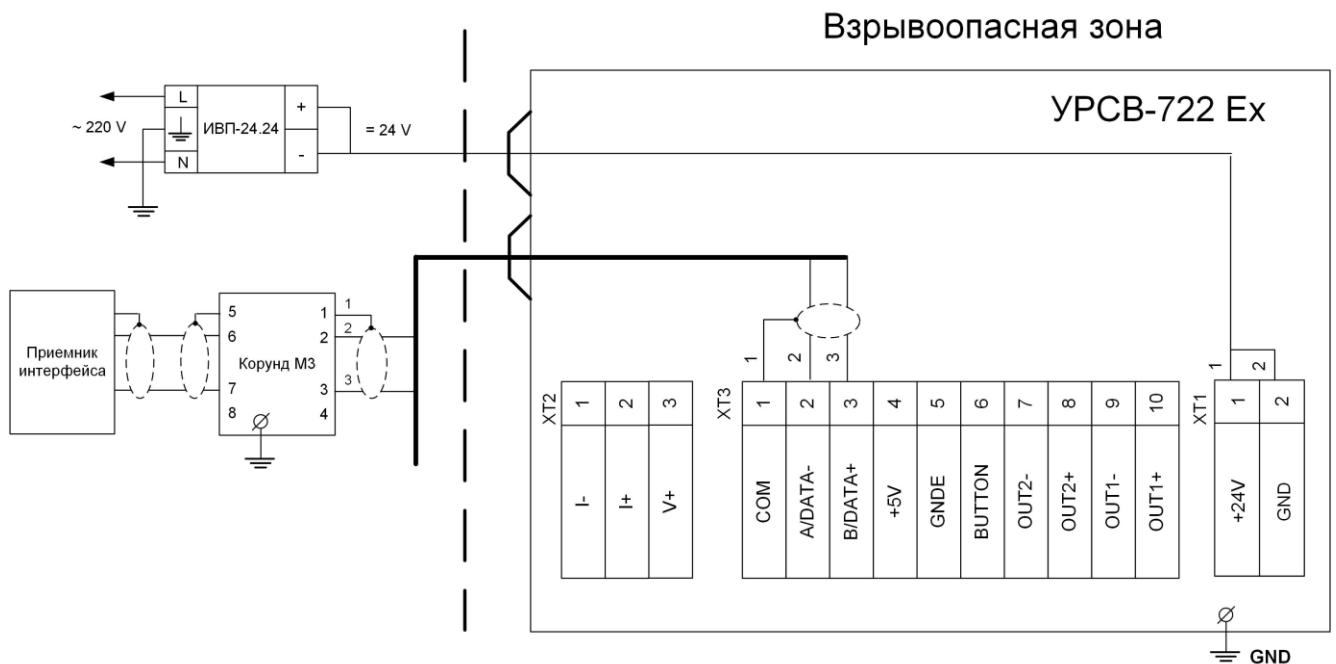 Взрывоопасная зона
УРСВ-722 Ex
L
N
~ 220 V
ИВП-24.24
+
-
= 24 V
Приемник
интерфейса
5
6
7
8
Корунд М3
1
2
3
4
1
2
3
XT2
1
2
3
I-
I+
V+
1
2
3
XT3
1
2
3
4
5
6
7
8
9
10
COM
A/DATA-
B/DATA+
+5V
GNDE
BUTTON
OUT2-
OUT2+
OUT1-
OUT1+
1
2
XT1
1
2
+24V
GND
GND